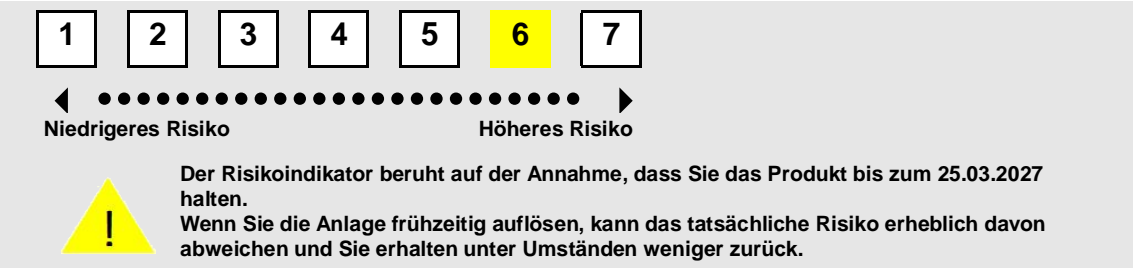 1 2 3 4 5 6 7
Niedrigeres Risiko Höheres Risiko
Der Risikoindikator beruht auf der Annahme, dass Sie das Produkt bis zum 25.03.2027
halten.
Wenn Sie die Anlage frühzeitig auflösen, kann das tatsächliche Risiko erheblich davon
abweichen und Sie erhalten unter Umständen weniger zurück.
!